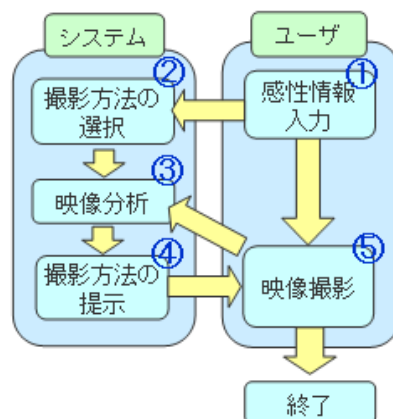 システム
ユーザ
①
感性情報
入力
②
撮影方法の
選択
③
映像分析
④
撮影方法の
提示
⑤
映像撮影
終了